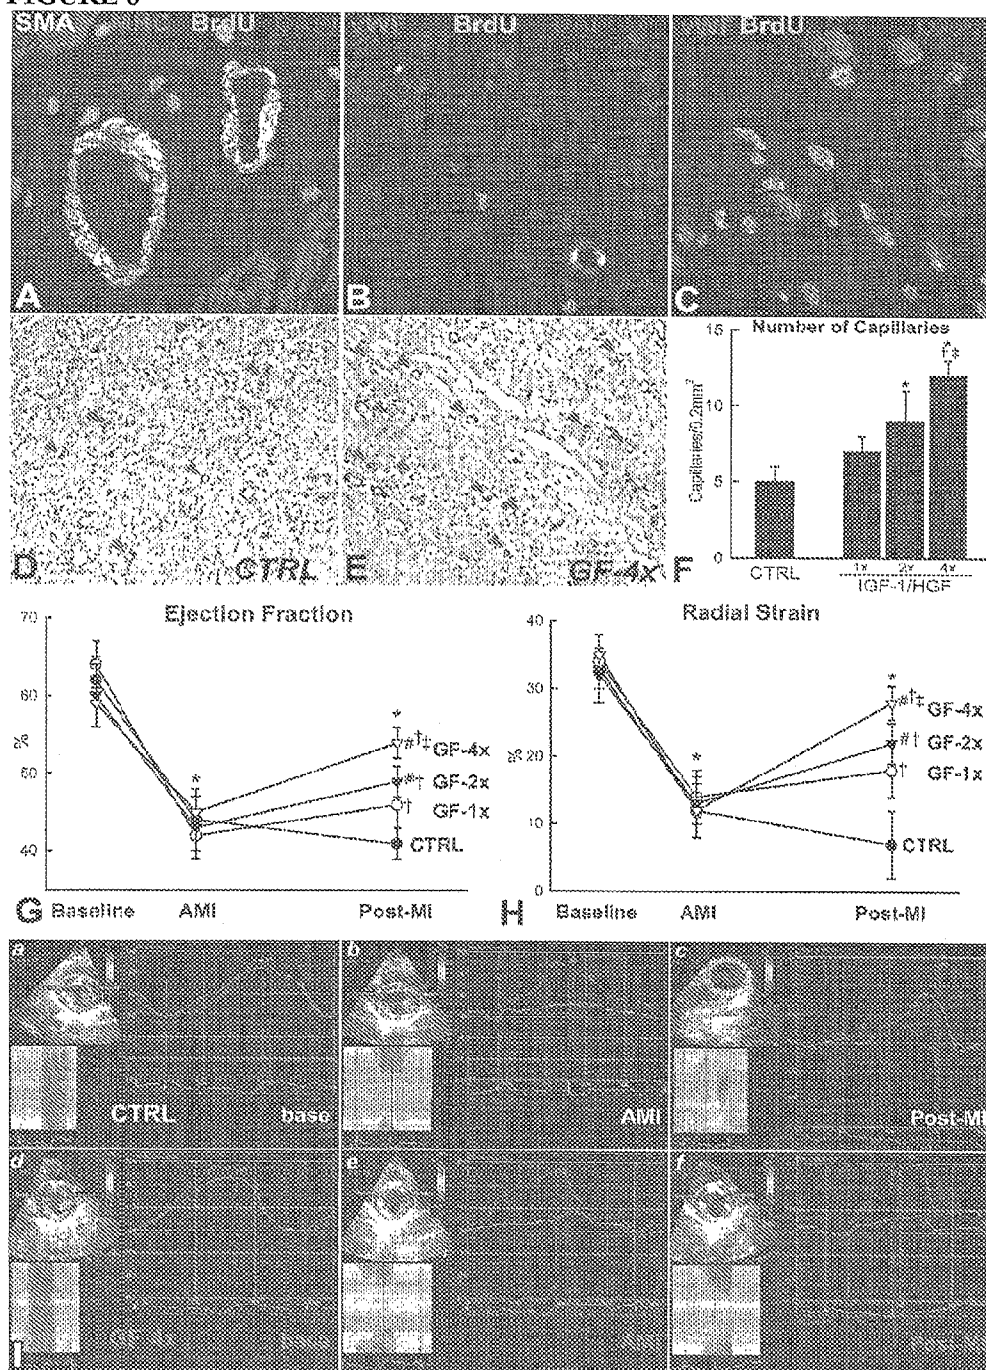 SMA BrdU
BrdU
BrdU
A
B
C
D CTRL
E GF-4x
F
Number of Capillaries
Capillaries/0.2mm²
15
10
5
0
CTRL
1x 2x 4x
IGF-1/HGF
*
Ejection Fraction
%
70
60
50
40
*
*
#†‡ GF-4x
#† GF-2x
† GF-1x
CTRL
G Baseline AMI Post-MI
Radial Strain
%
40
30
20
10
0
*
*
#†‡ GF-4x
#† GF-2x
† GF-1x
CTRL
H Baseline AMI Post-MI
a
CTRL base
b
AMI
c
Post-MI
d
e
f
I